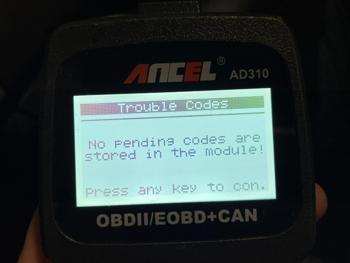 ANCEL® AD310
Trouble Codes
No pending codes are
stored in the module!
Press any key to con.
OBDII/EOBD+CAN